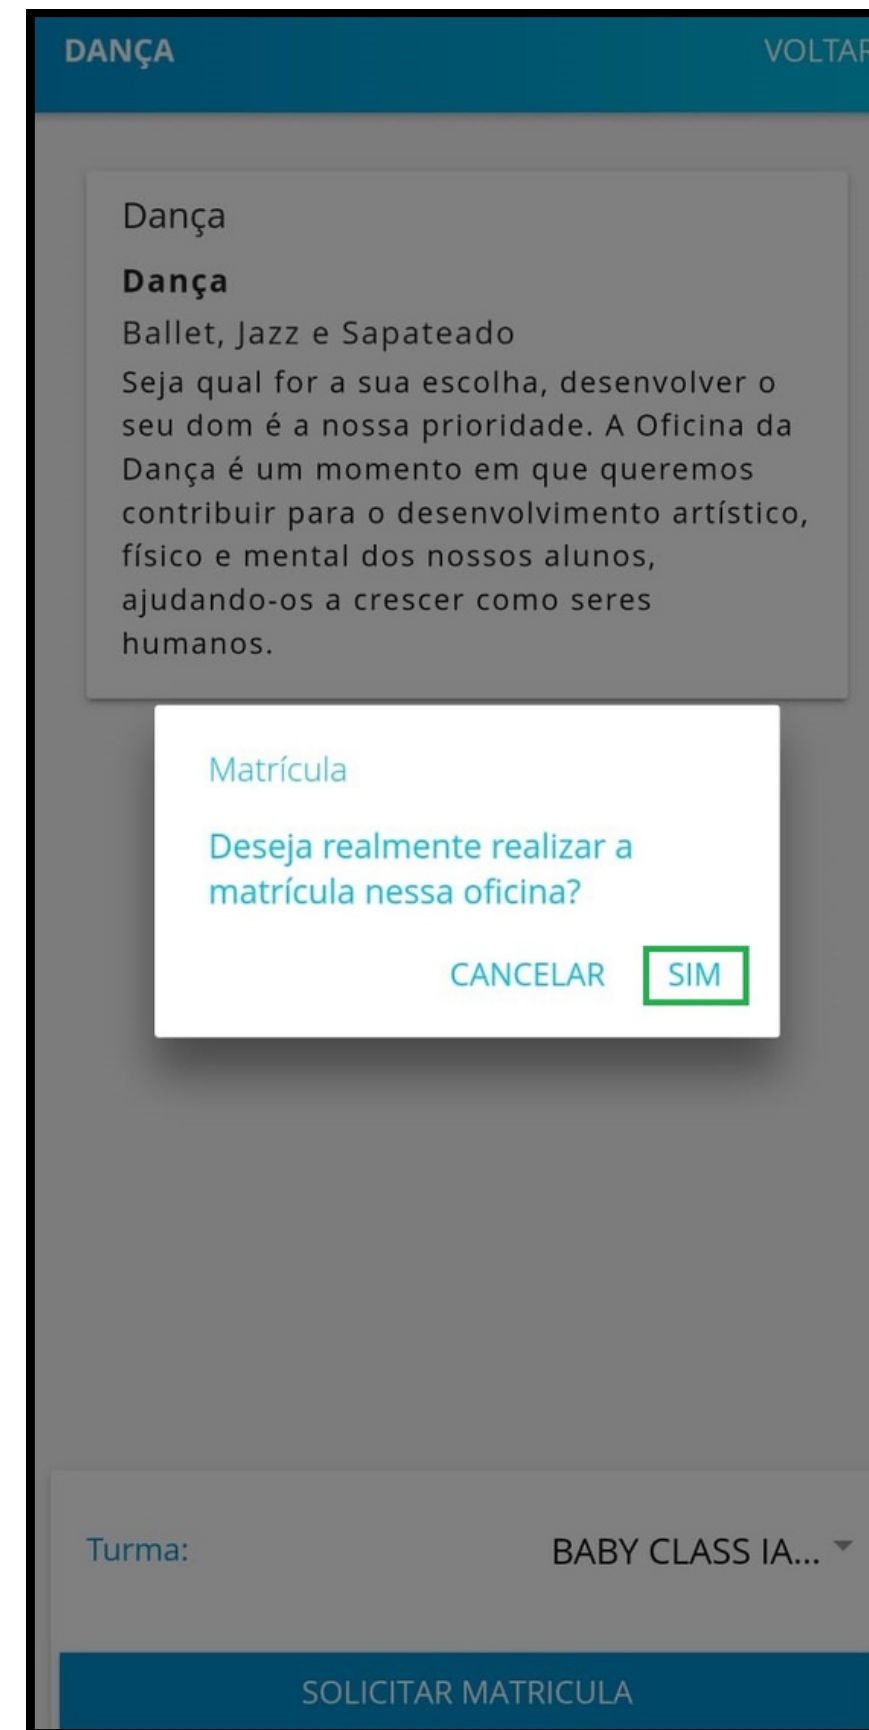 DANÇA VOLTAR
Dança
Dança
Ballet, Jazz e Sapateado
Seja qual for a sua escolha, desenvolver o
seu dom é a nossa prioridade. A Oficina da
Dança é um momento em que queremos
contribuir para o desenvolvimento artístico,
físico e mental dos nossos alunos,
ajudando-os a crescer como seres
humanos.
Matrícula
Deseja realmente realizar a
matrícula nessa oficina?
CANCELAR SIM
Turma: BABY CLASS IA...
SOLICITAR MATRICULA